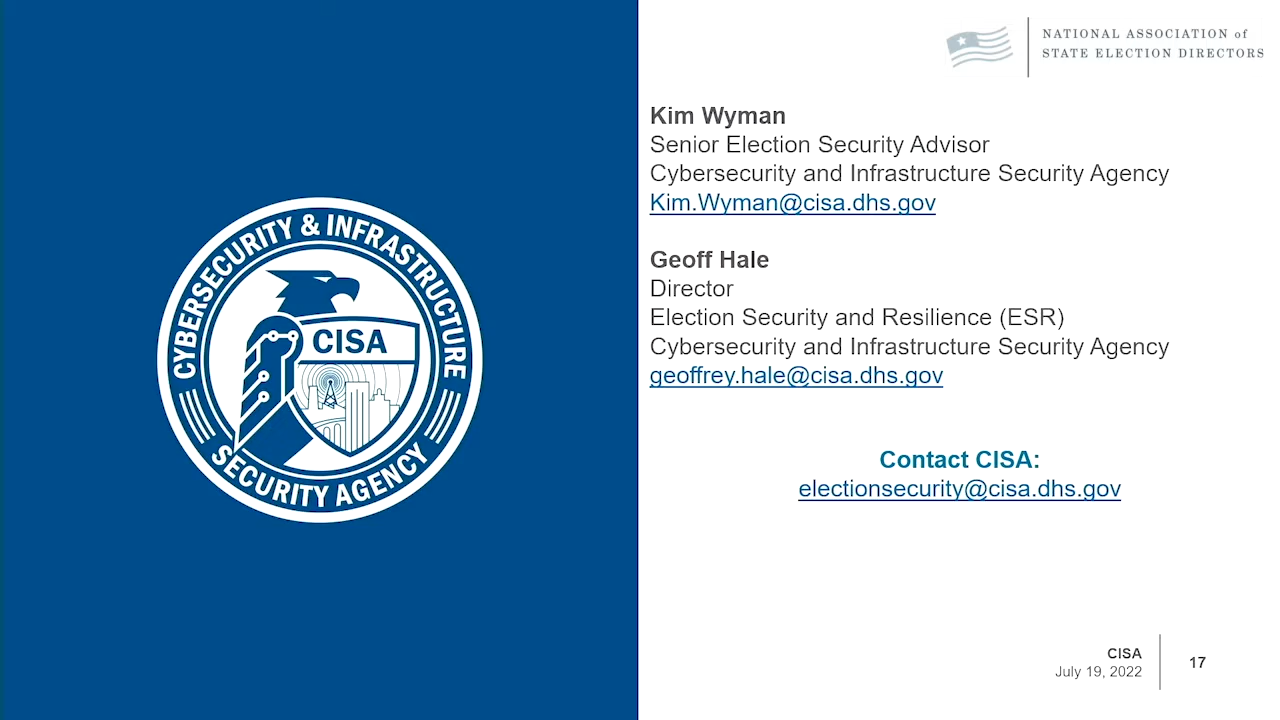 CYBERSECURITY & INFRASTRUCTURE
SECURITY AGENCY
CISA
NATIONAL ASSOCIATION of
STATE ELECTION DIRECTORS
Kim Wyman
Senior Election Security Advisor
Cybersecurity and Infrastructure Security Agency
Kim.Wyman@cisa.dhs.gov
Geoff Hale
Director
Election Security and Resilience (ESR)
Cybersecurity and Infrastructure Security Agency
geoffrey.hale@cisa.dhs.gov
Contact CISA:
electionsecurity@cisa.dhs.gov
CISA
July 19, 2022
17